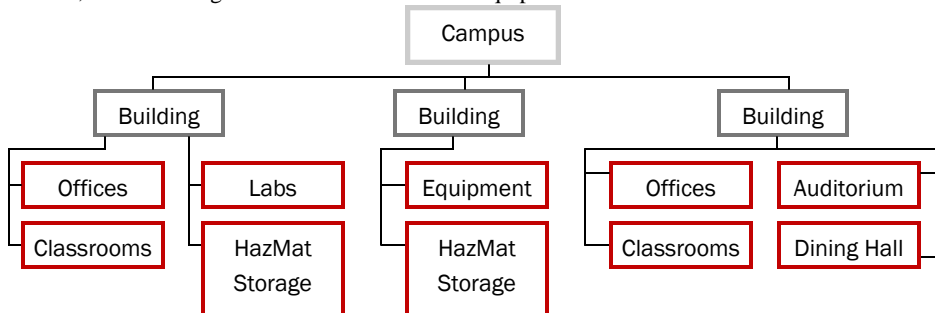 Campus
Building
Building
Building
Offices
Labs
Equipment
Offices
Auditorium
Classrooms
HazMat
Storage
HazMat
Storage
Classrooms
Dining Hall